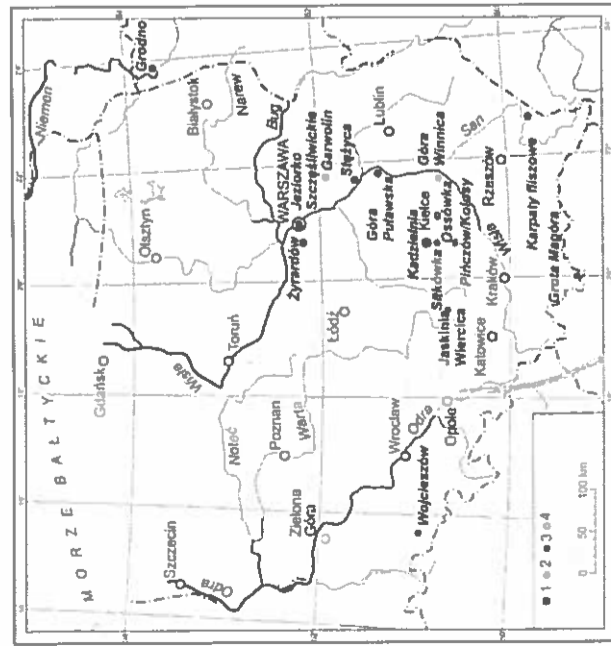 MORZE BAŁTYCKIE
Niemen
Grodno
Gdańsk
Szczecin
Olsztyn
Białystok
Narew
Odra
Wisła
Toruń
Noteć
Bug
Poznań
Warta
WARSZAWA
Jeziorko
Szczęśliwickie
Żyrardów
Garwolin
Zielona
Góra
Łódź
Stężyca
Góra
Puławska
Lublin
Wrocław
Odra
Wojcieszów
Kadzielnia
Kielce
Góra
Winnica
Sitkówka
Ossówka
Jaskinia
Wiercica
Pińczów/Kołosy
Opole
San
Katowice
Kraków
Wisła
Rzeszów
Karpaty fliszowe
Grota Magóra
1 2 3 4
0 50 100 km